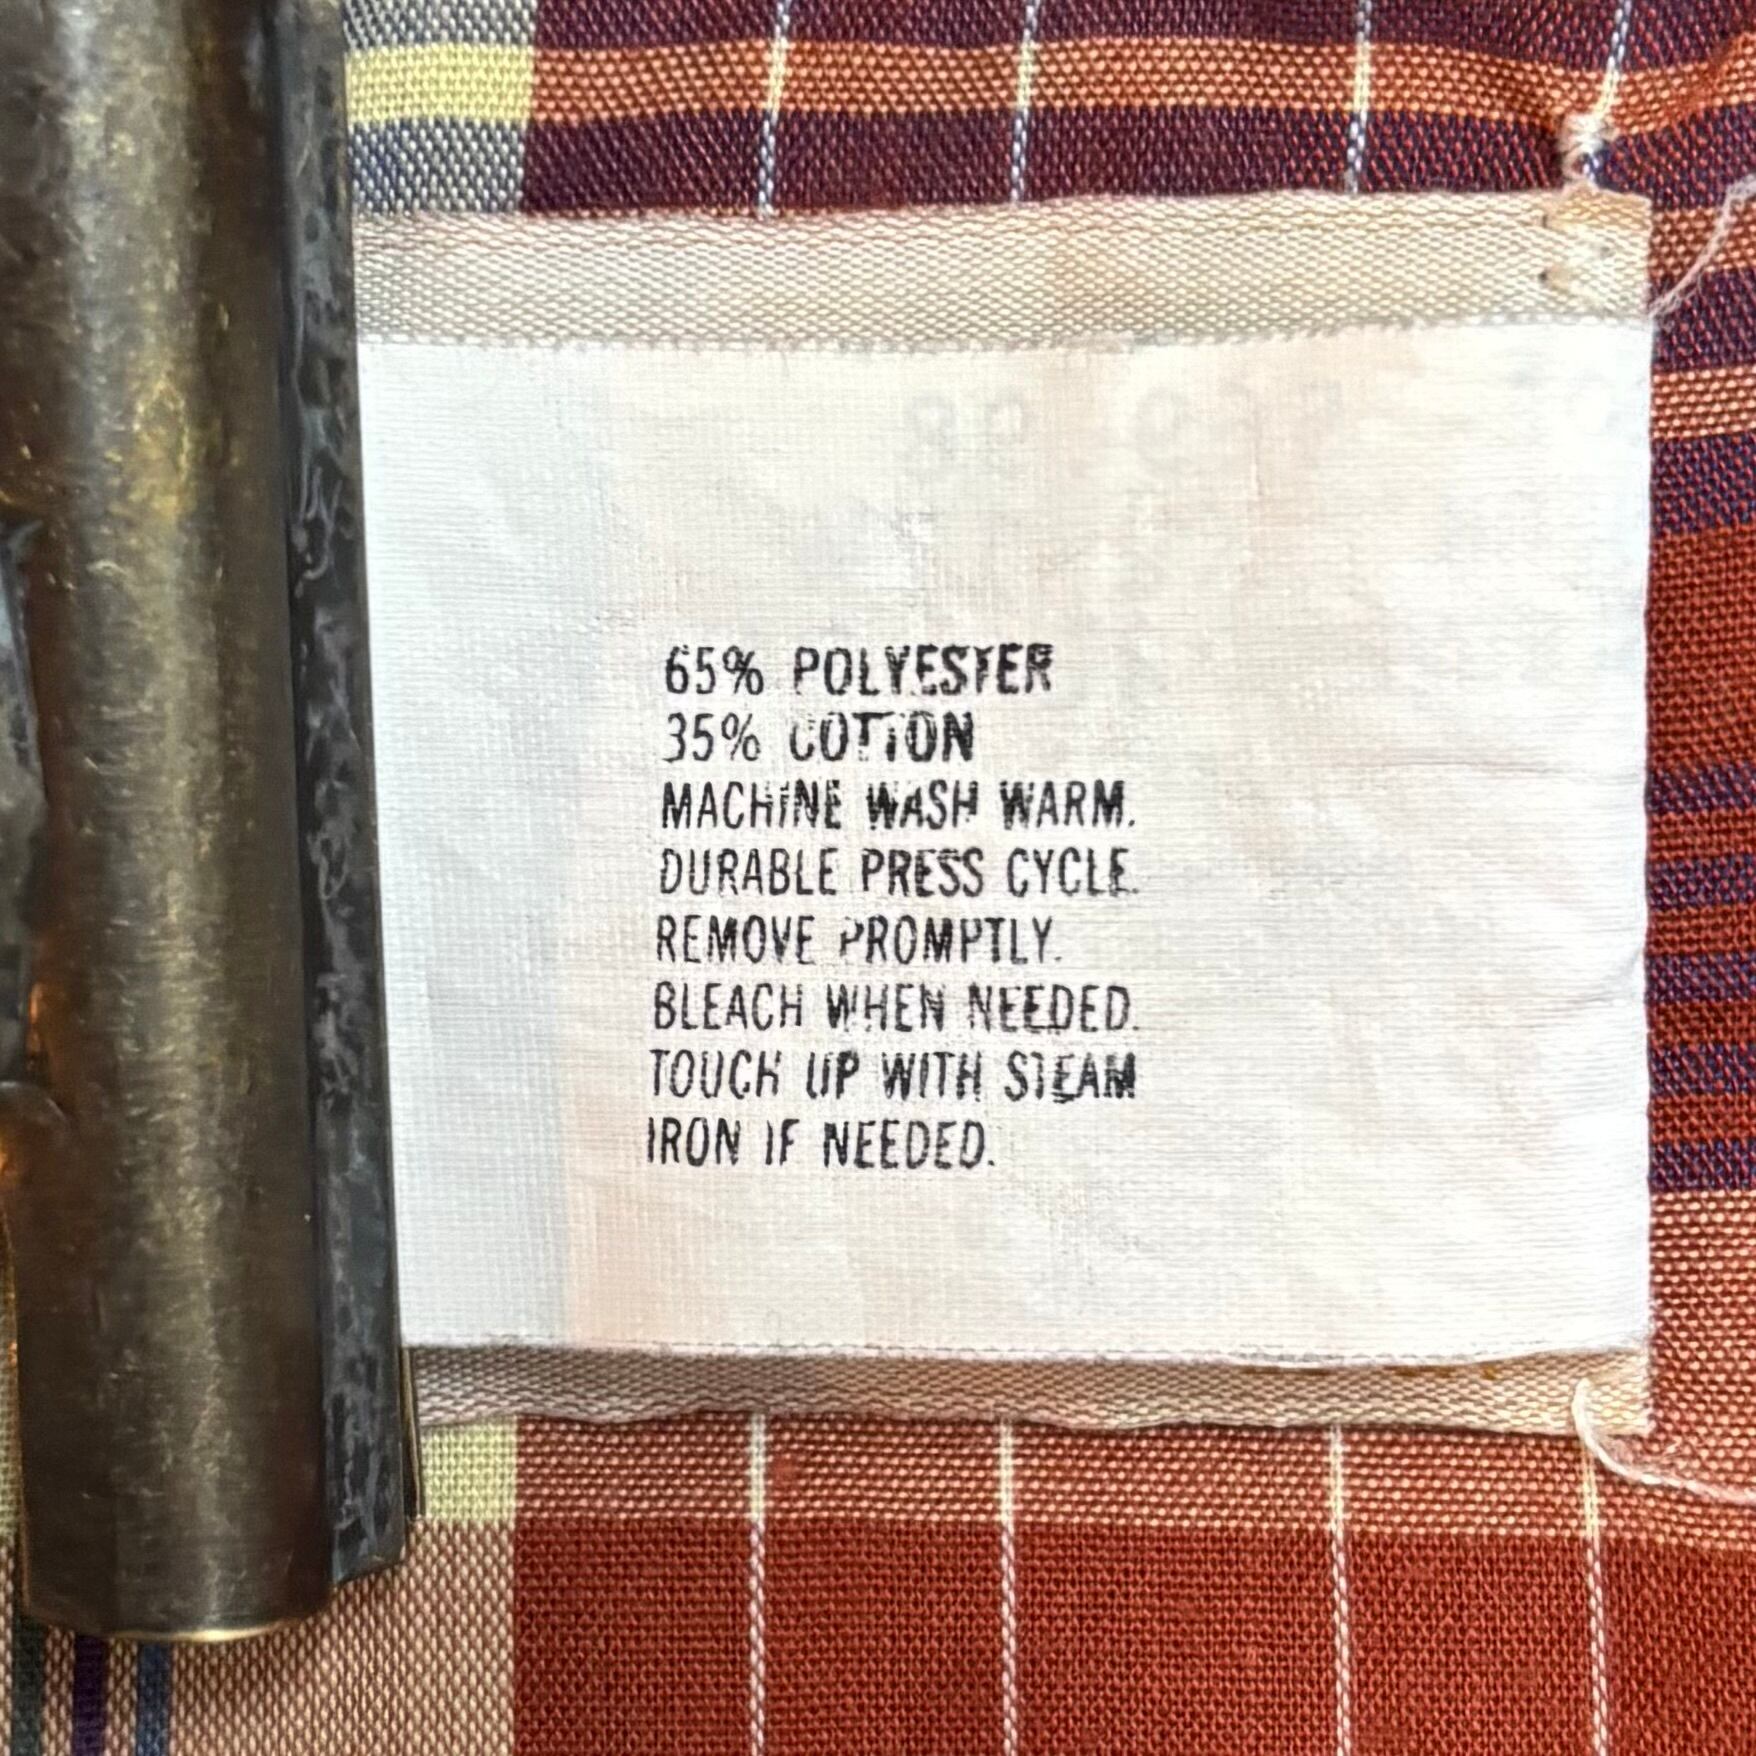 65% POLYESTER
35% COTTON
MACHINE WASH WARM.
DURABLE PRESS CYCLE.
REMOVE PROMPTLY.
BLEACH WHEN NEEDED.
TOUCH UP WITH STEAM
IRON IF NEEDED.